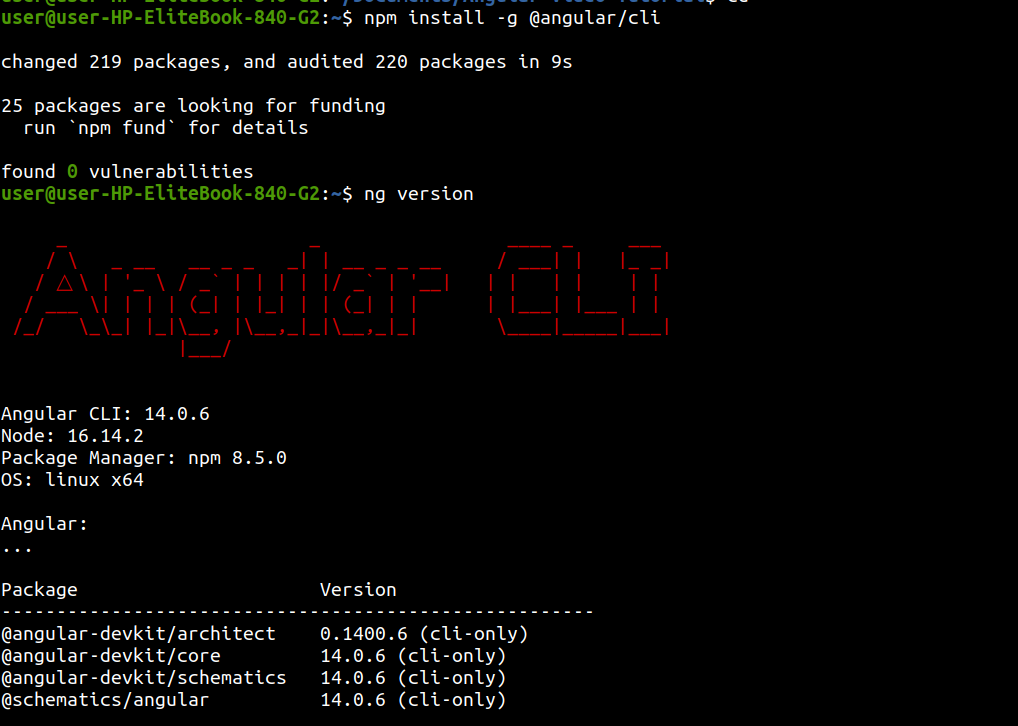 user@user-HP-EliteBook-840-G2:~$ npm install -g @angular/cli
changed 219 packages, and audited 220 packages in 9s
25 packages are looking for funding
run `npm fund` for details
found 0 vulnerabilities
user@user-HP-EliteBook-840-G2:~$ ng version
Angular CLI
Angular CLI: 14.0.6
Node: 16.14.2
Package Manager: npm 8.5.0
OS: linux x64
Angular:
...
Package Version
------------------------------------------------------
@angular-devkit/architect 0.1400.6 (cli-only)
@angular-devkit/core 14.0.6 (cli-only)
@angular-devkit/schematics 14.0.6 (cli-only)
@schematics/angular 14.0.6 (cli-only)